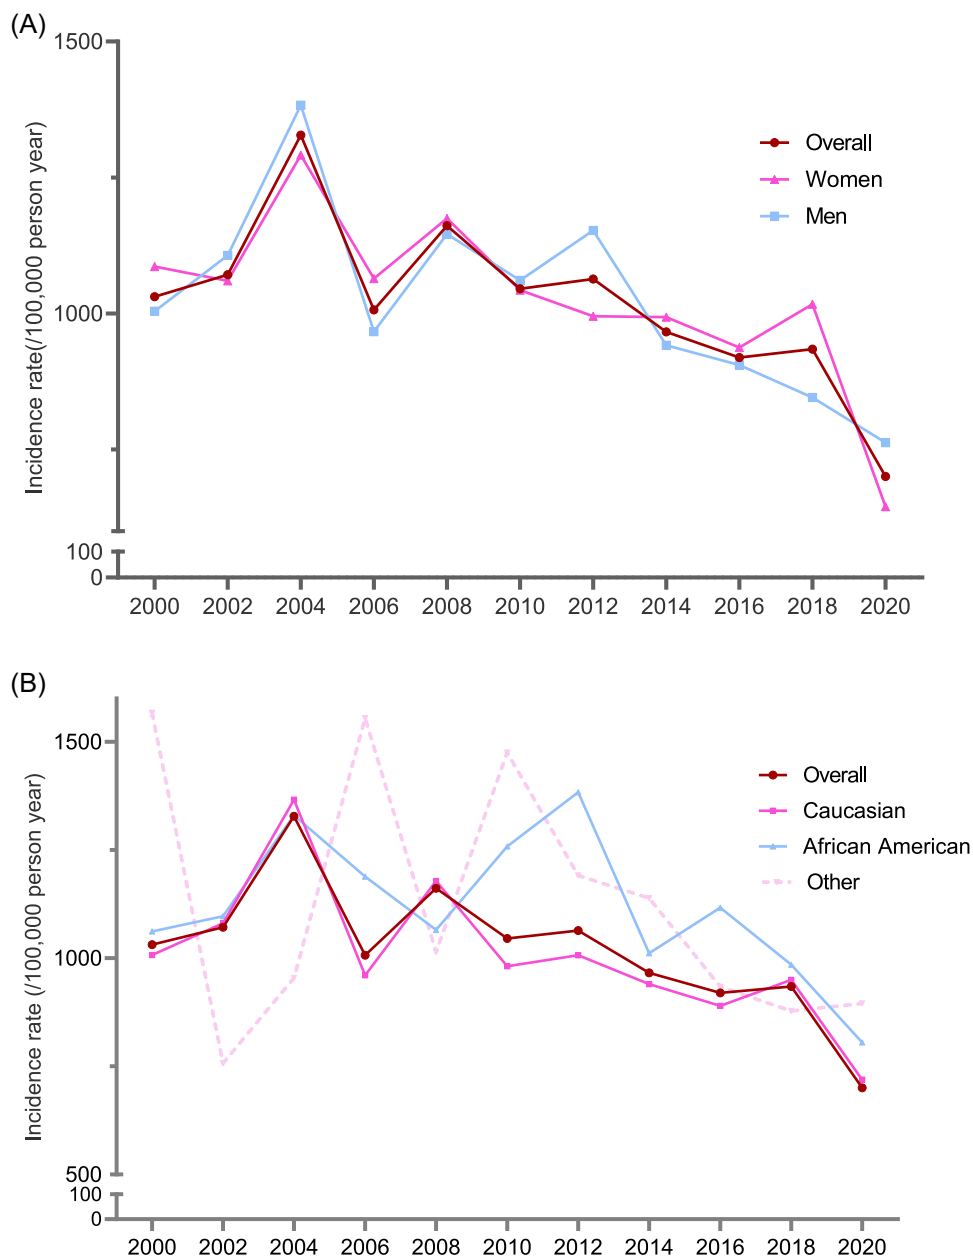 (A)
Incidence rate(/100,000 person year)
1500
1000
100
0
Overall
Women
Men
2000 2002 2004 2006 2008 2010 2012 2014 2016 2018 2020
(B)
Incidence rate (/100,000 person year)
1500
1000
500
100
0
Overall
Caucasian
African American
Other
2000 2002 2004 2006 2008 2010 2012 2014 2016 2018 2020